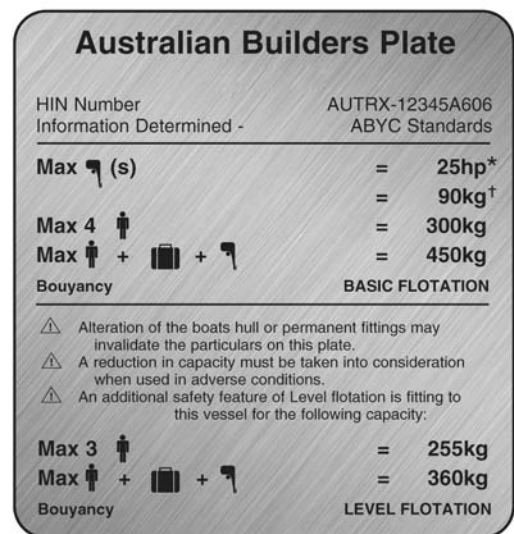 Australian Builders Plate
HIN Number AUTRX-12345A606
Information Determined - ABYC Standards
Max (s) = 25hp*
= 90kg†
Max 4 = 300kg
Max + + = 450kg
Bouyancy BASIC FLOTATION
Alteration of the boats hull or permanent fittings may
invalidate the particulars on this plate.
A reduction in capacity must be taken into consideration
when used in adverse conditions.
An additional safety feature of Level flotation is fitting to
this vessel for the following capacity:
Max 3 = 255kg
Max + + = 360kg
Bouyancy LEVEL FLOTATION